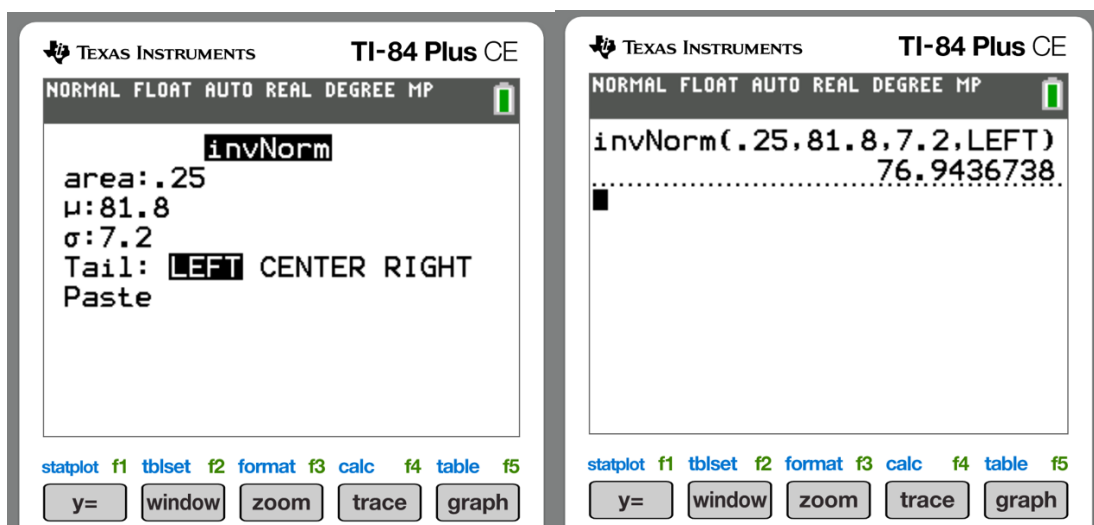 TEXAS INSTRUMENTS TI-84 Plus CE
NORMAL FLOAT AUTO REAL DEGREE MP
invNorm
area:.25
μ:81.8
σ:7.2
Tail: LEFT CENTER RIGHT
Paste
statplot f1 tblset f2 format f3 calc f4 table f5
y= window zoom trace graph
TEXAS INSTRUMENTS TI-84 Plus CE
NORMAL FLOAT AUTO REAL DEGREE MP
invNorm(.25,81.8,7.2,LEFT)
76.9436738
statplot f1 tblset f2 format f3 calc f4 table f5
y= window zoom trace graph